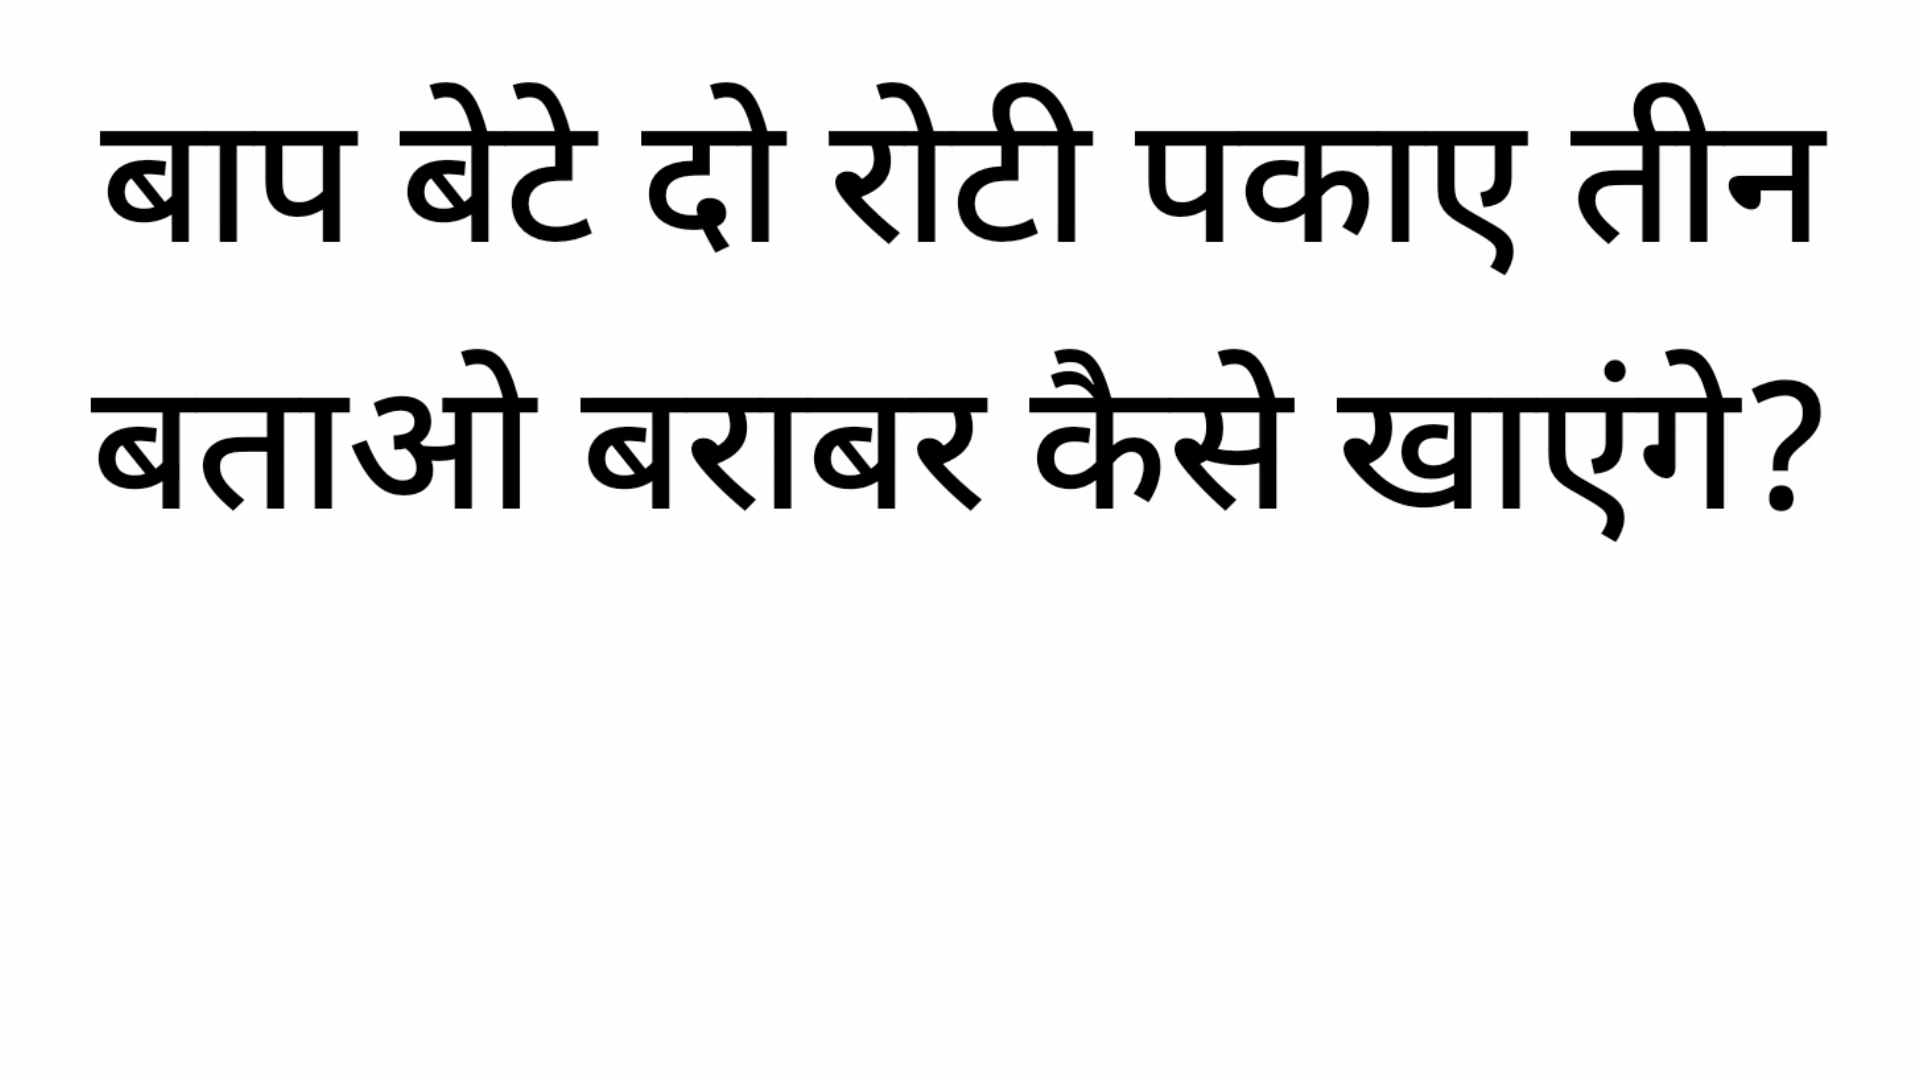 बाप बेटे दो रोटी पकाए तीन
बताओ बराबर कैसे खाएंगे?